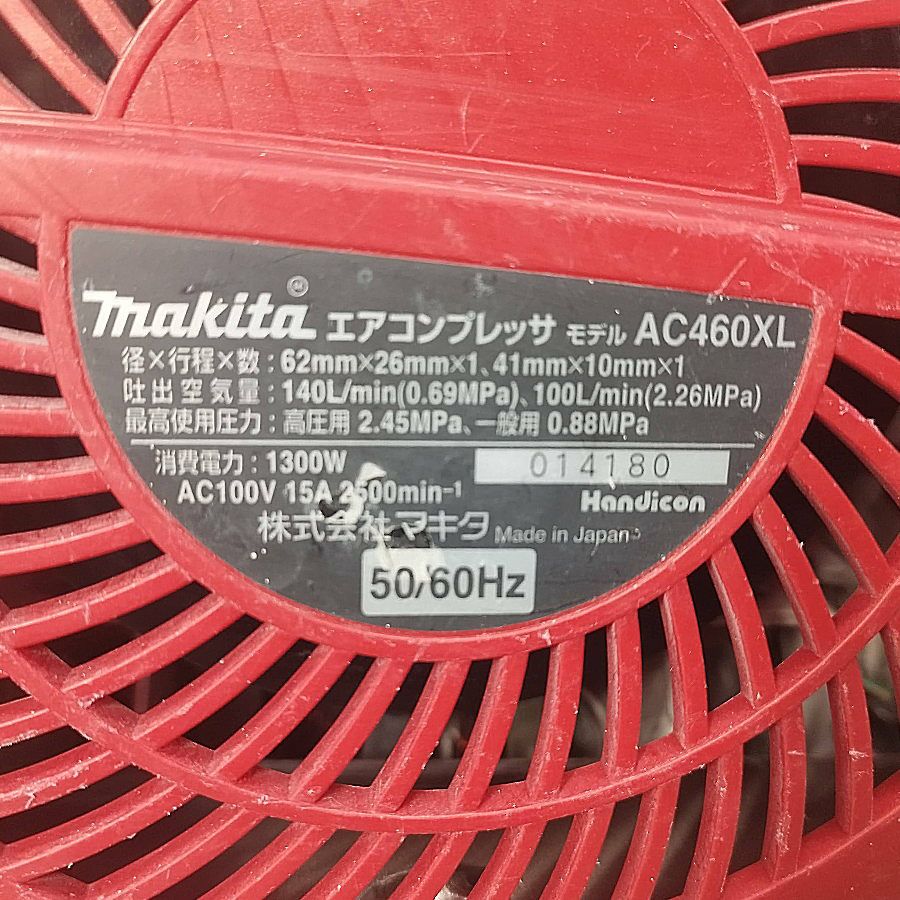 makita® エアコンプレッサ モデル AC460XL
径×行程×数：62mm×26mm×1、41mm×10mm×1
吐出空気量：140L/min(0.69MPa)、100L/min(2.26MPa)
最高使用圧力：高圧用 2.45MPa、一般用 0.88MPa
消費電力：1300W
014180
AC100V 15A 2500min⁻¹
Handicon
株式会社マキタ Made in Japan
50/60Hz